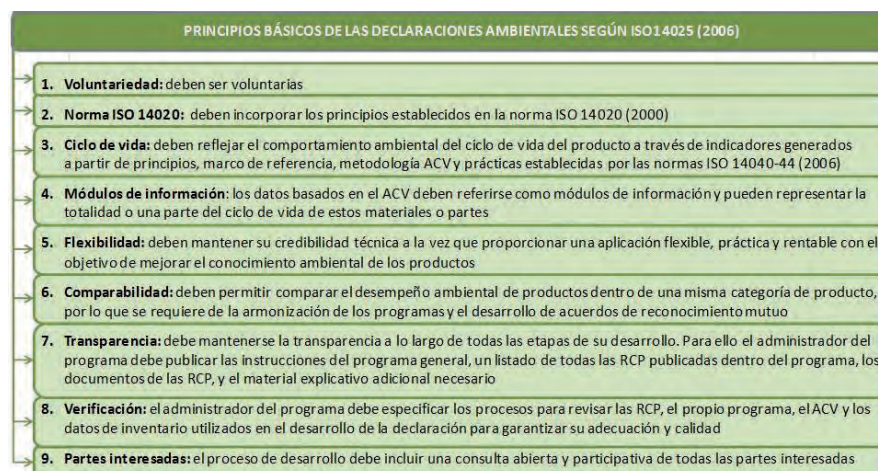 PRINCIPIOS BÁSICOS DE LAS DECLARACIONES AMBIENTALES SEGÚN ISO14025 (2006)
1. Voluntariedad: deben ser voluntarias
2. Norma ISO 14020: deben incorporar los principios establecidos en la norma ISO 14020 (2000)
3. Ciclo de vida: deben reflejar el comportamiento ambiental del ciclo de vida del producto a través de indicadores generados
a partir de principios, marco de referencia, metodología ACV y prácticas establecidas por las normas ISO 14040-44 (2006)
4. Módulos de información: los datos basados en el ACV deben referirse como módulos de información y pueden representar la
totalidad o una parte del ciclo de vida de estos materiales o partes
5. Flexibilidad: deben mantener su credibilidad técnica a la vez que proporcionar una aplicación flexible, práctica y rentable con el
objetivo de mejorar el conocimiento ambiental de los productos
6. Comparabilidad: deben permitir comparar el desempeño ambiental de productos dentro de una misma categoría de producto,
por lo que se requiere de la armonización de los programas y el desarrollo de acuerdos de reconocimiento mutuo
7. Transparencia: debe mantenerse la transparencia a lo largo de todas las etapas de su desarrollo. Para ello el administrador del
programa debe publicar las instrucciones del programa general, un listado de todas las RCP publicadas dentro del programa, los
documentos de las RCP, y el material explicativo adicional necesario
8. Verificación: el administrador del programa debe especificar los procesos para revisar las RCP, el propio programa, el ACV y los
datos de inventario utilizados en el desarrollo de la declaración para garantizar su adecuación y calidad
9. Partes interesadas: el proceso de desarrollo debe incluir una consulta abierta y participativa de todas las partes interesadas